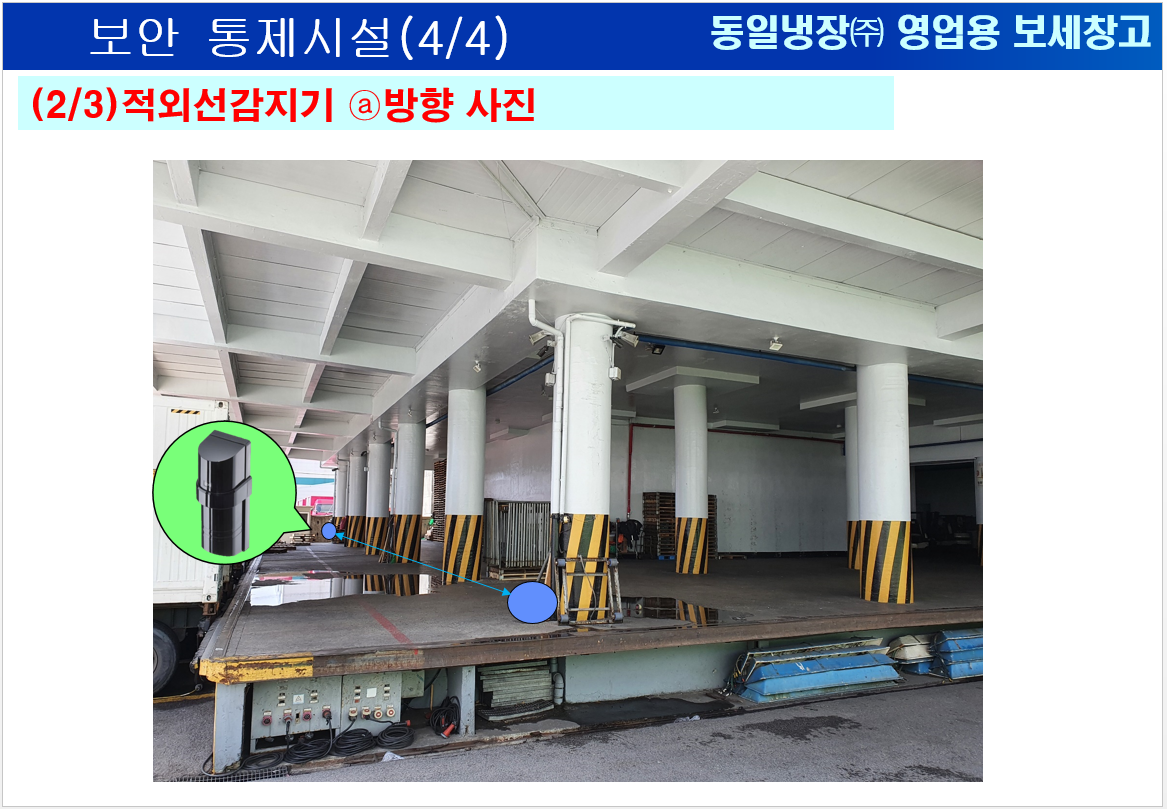 보안 통제시설(4/4)
동일냉장㈜ 영업용 보세창고
(2/3)적외선감지기 ⓐ방향 사진